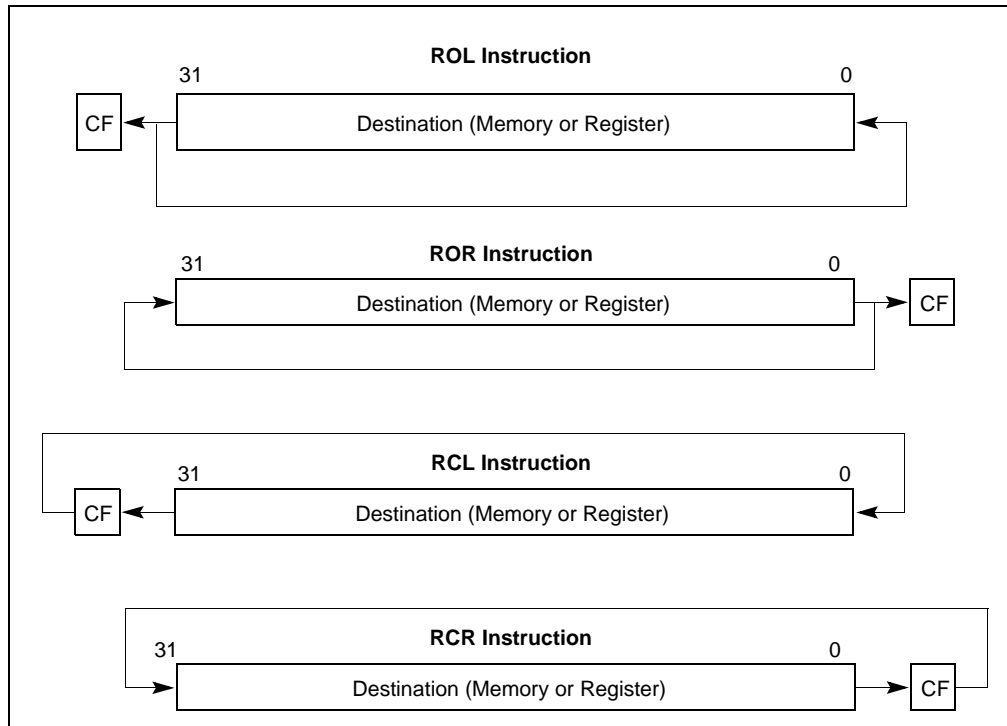 ROL Instruction
31 0
CF Destination (Memory or Register)
ROR Instruction
31 0
Destination (Memory or Register) CF
RCL Instruction
31 0
CF Destination (Memory or Register)
RCR Instruction
31 0
Destination (Memory or Register) CF